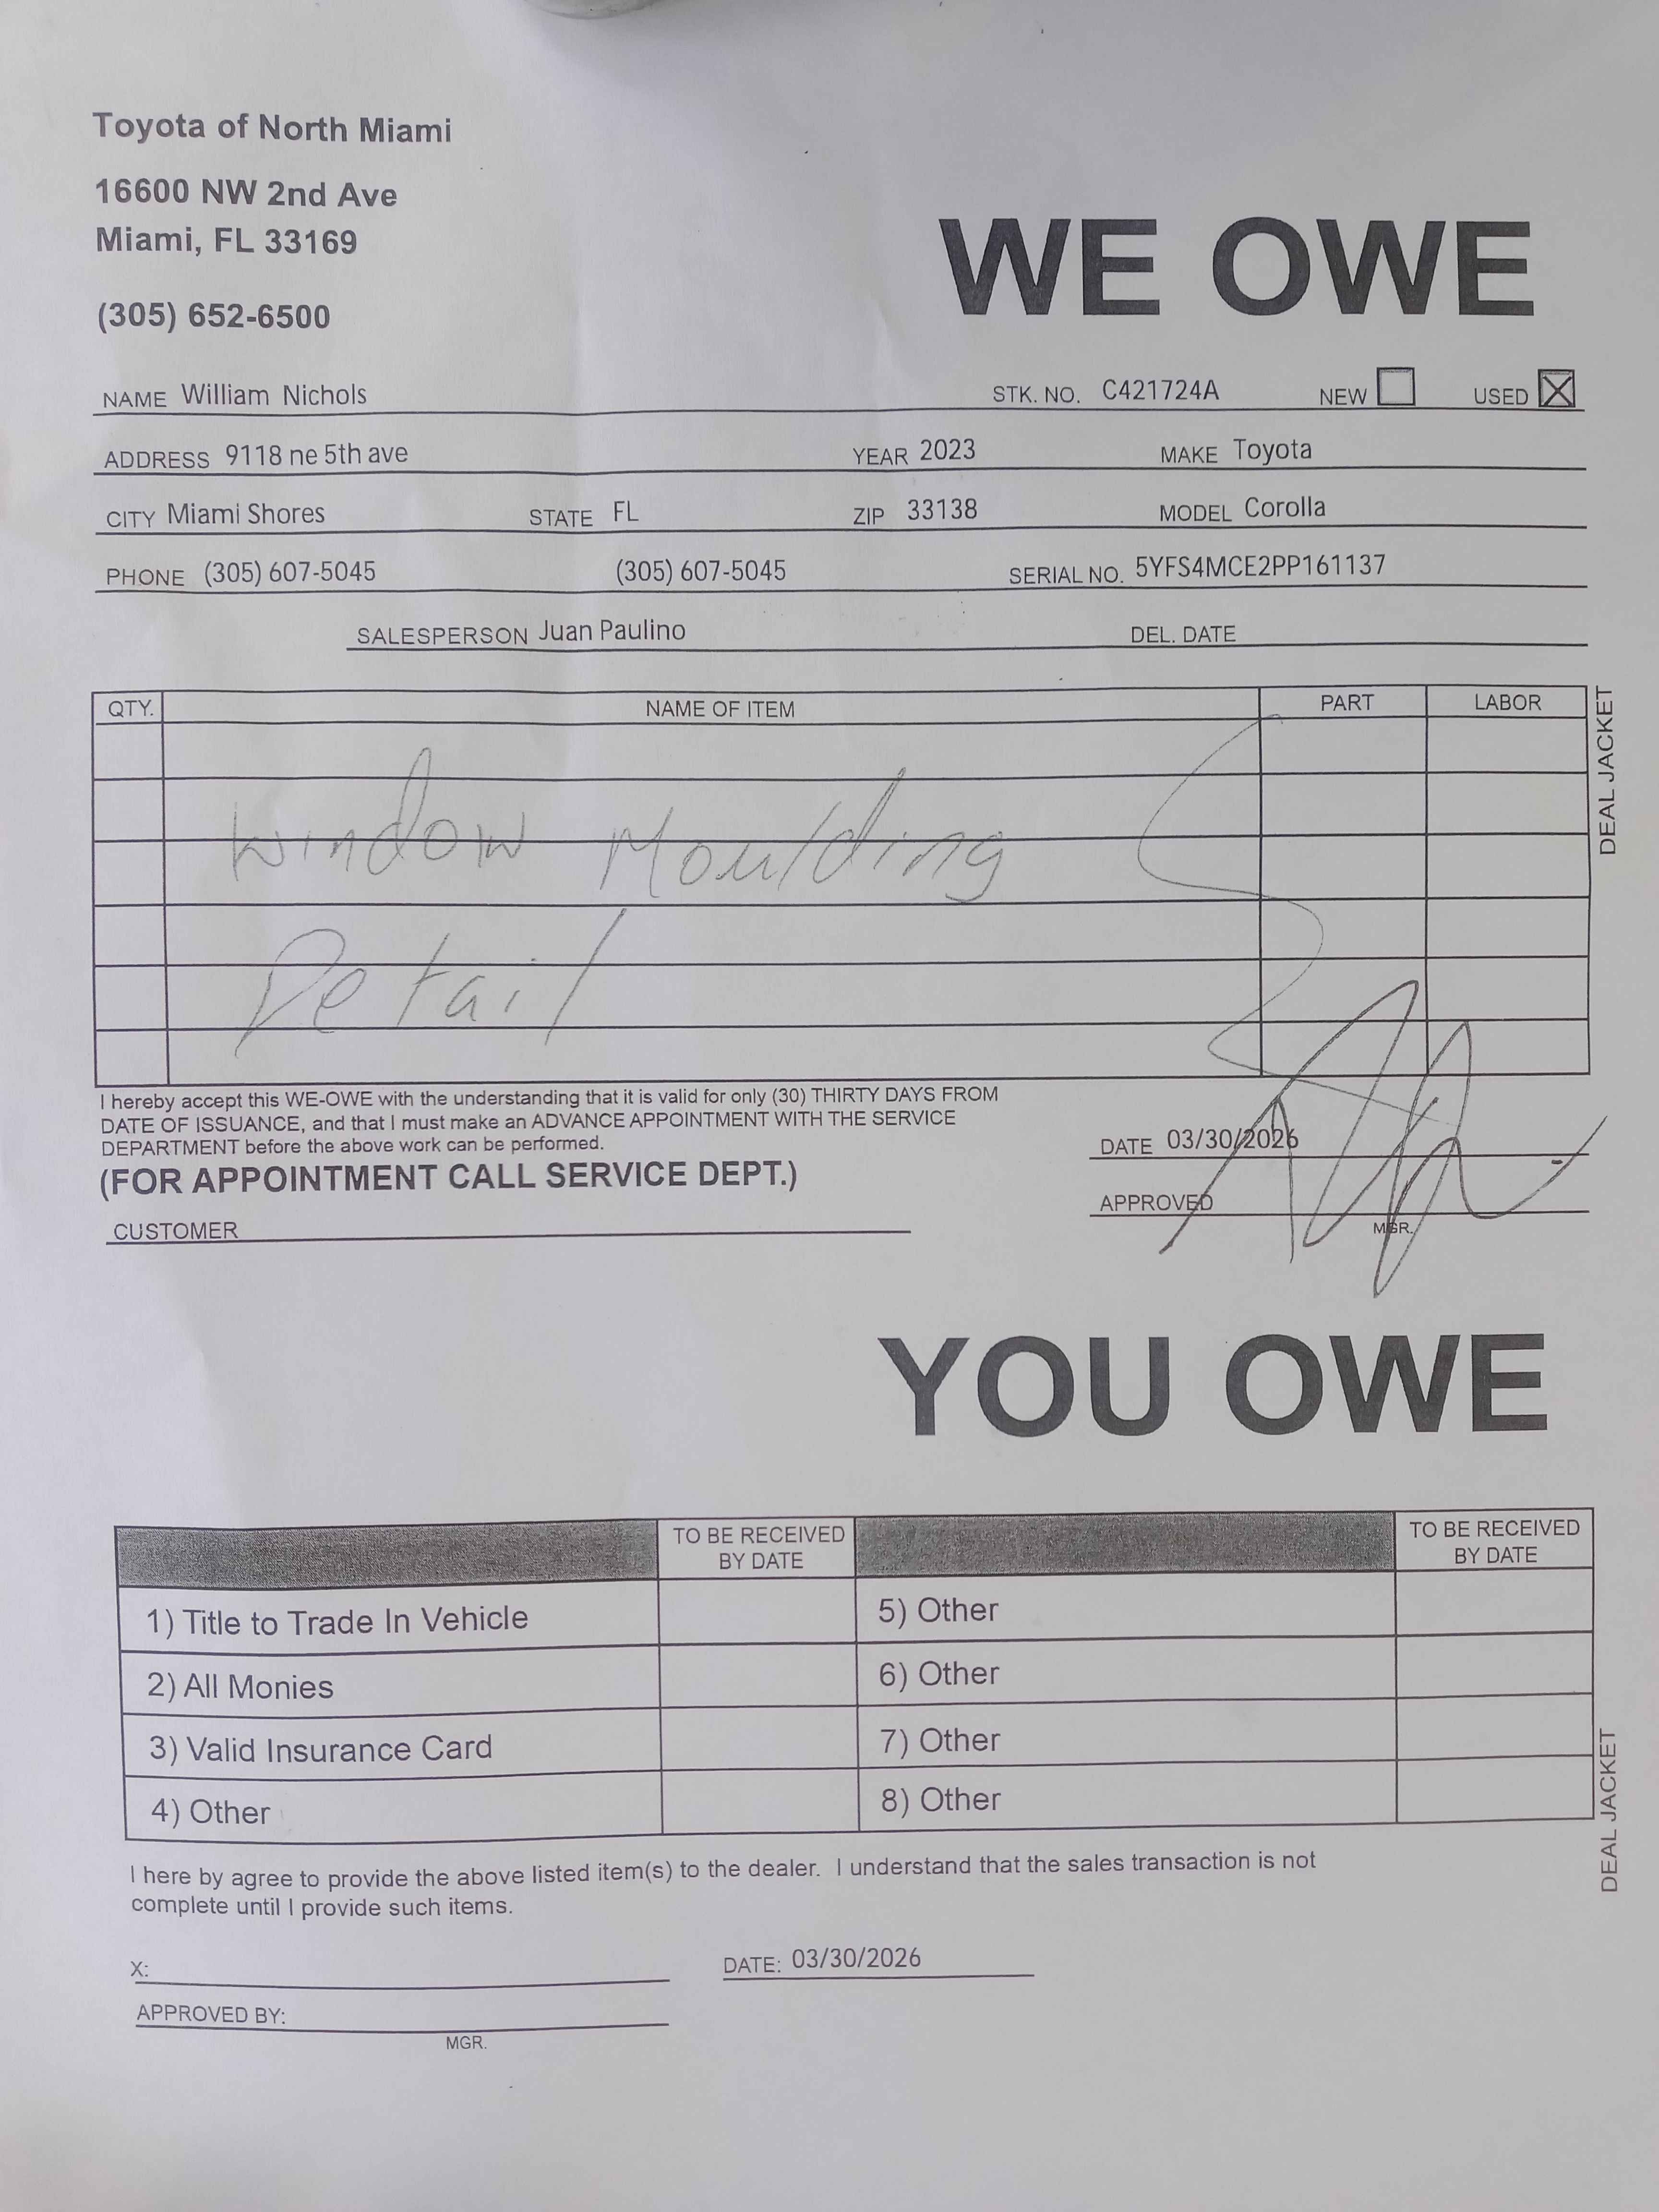 Toyota of North Miami
16600 NW 2nd Ave
Miami, FL 33169
(305) 652-6500
WE OWE
NAME William Nichols STK. NO. C421724A NEW USED
ADDRESS 9118 ne 5th ave YEAR 2023 MAKE Toyota
CITY Miami Shores STATE FL ZIP 33138 MODEL Corolla
PHONE (305) 607-5045 (305) 607-5045 SERIAL NO. 5YFS4MCE2PP161137
SALESPERSON Juan Paulino DEL. DATE
QTY. NAME OF ITEM PART LABOR
Window Moulding
Detail
DEAL JACKET
I hereby accept this WE-OWE with the understanding that it is valid for only (30) THIRTY DAYS FROM
DATE OF ISSUANCE, and that I must make an ADVANCE APPOINTMENT WITH THE SERVICE
DEPARTMENT before the above work can be performed.
(FOR APPOINTMENT CALL SERVICE DEPT.)
DATE 03/30/2026
APPROVED
MGR.
CUSTOMER
YOU OWE
TO BE RECEIVED BY DATE TO BE RECEIVED BY DATE
1) Title to Trade In Vehicle 5) Other
2) All Monies 6) Other
3) Valid Insurance Card 7) Other
4) Other 8) Other
DEAL JACKET
I here by agree to provide the above listed item(s) to the dealer. I understand that the sales transaction is not
complete until I provide such items.
X: DATE: 03/30/2026
APPROVED BY:
MGR.